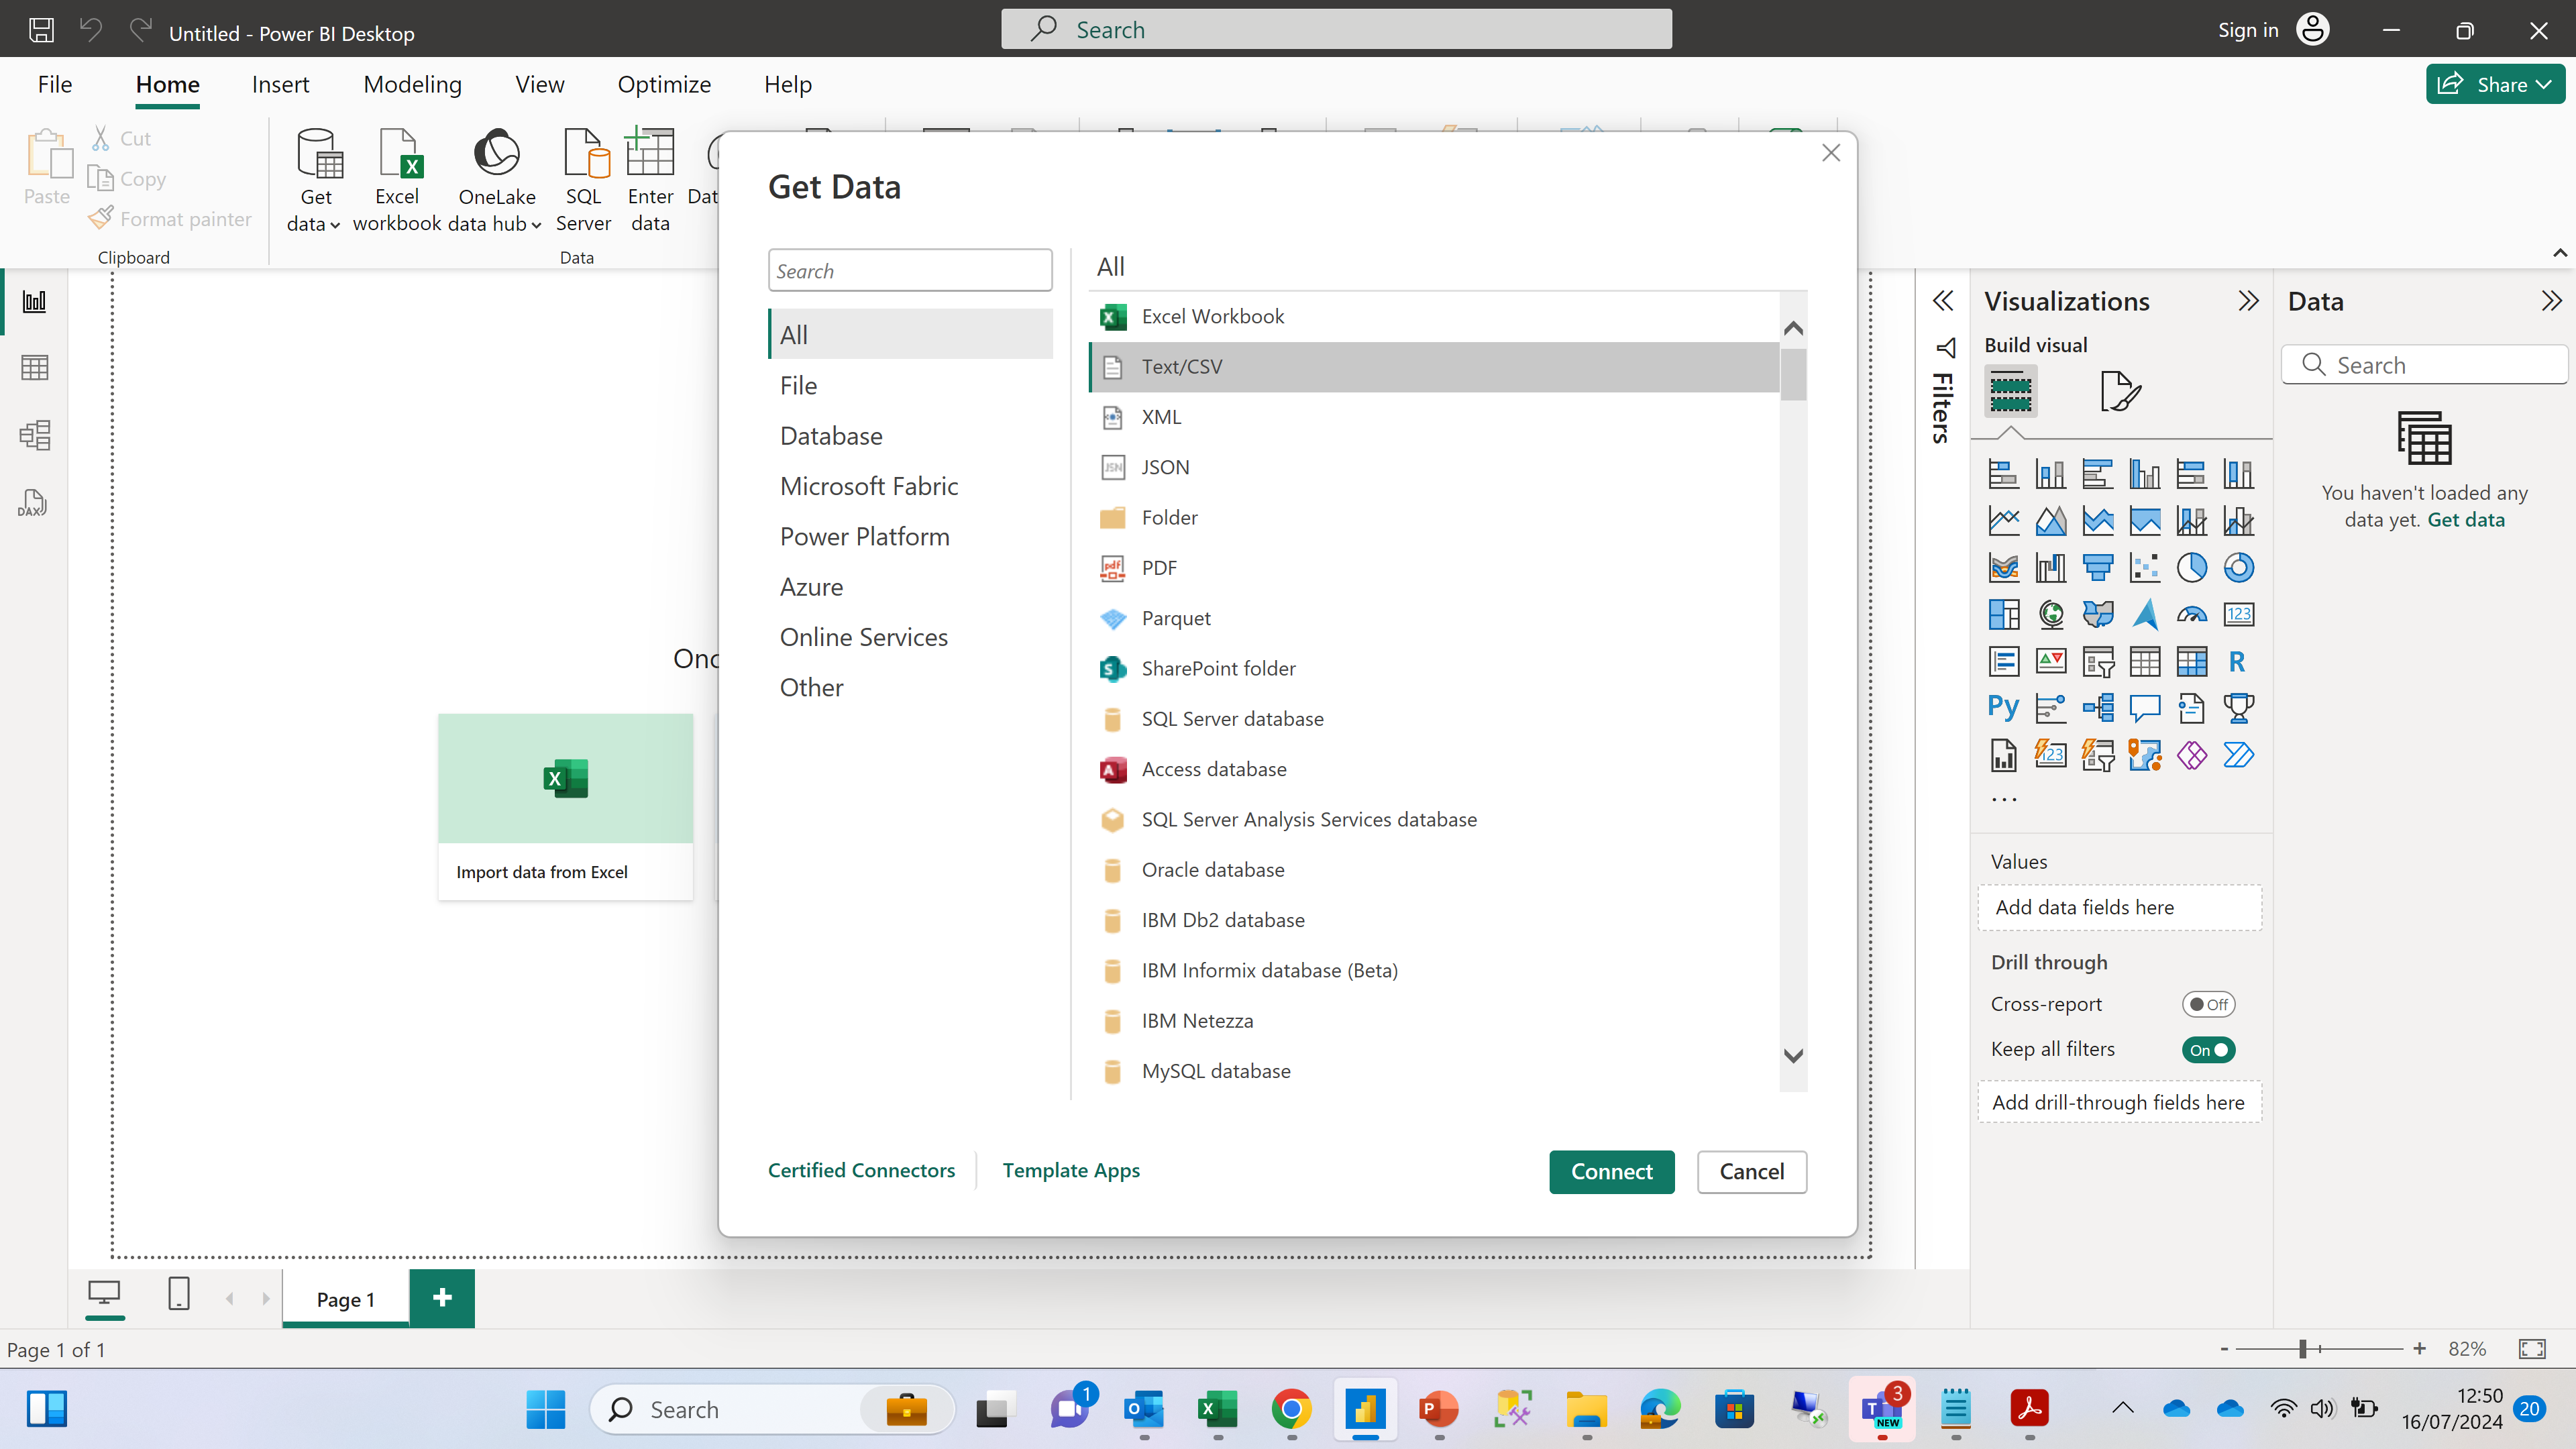 Untitled - Power BI Desktop
Search
Sign in
File
Home
Insert
Modeling
View
Optimize
Help
Share
Paste
Cut
Copy
Format painter
Clipboard
Get data
Excel workbook
OneLake data hub
SQL Server
Enter data
Dat
Data
Get Data
Search
All
File
Database
Microsoft Fabric
Power Platform
Azure
Online Services
Other
All
Excel Workbook
Text/CSV
XML
JSON
Folder
PDF
Parquet
SharePoint folder
SQL Server database
Access database
SQL Server Analysis Services database
Oracle database
IBM Db2 database
IBM Informix database (Beta)
IBM Netezza
MySQL database
Certified Connectors
Template Apps
Connect
Cancel
DAX
Onc
Import data from Excel
Filters
Visualizations
Build visual
123
R
Py
123
Values
Add data fields here
Drill through
Cross-report
Off
Keep all filters
On
Add drill-through fields here
Data
Search
You haven't loaded any
data yet. Get data
Page 1
Page 1 of 1
82%
Search
1
3
NEW
12:50
16/07/2024
20